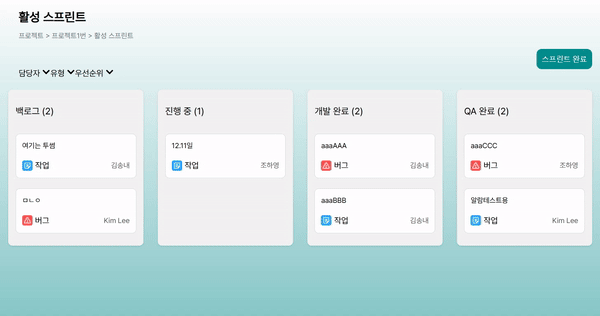 활성 스프린트
프로젝트 > 프로젝트1번 > 활성 스프린트
스프린트 완료
담당자 유형 우선순위
백로그 (2)
여기는 투썸
작업 김송내
ㅁㄴㅇ
버그 Kim Lee
진행 중 (1)
12.11일
작업 조하영
개발 완료 (2)
aaaAAA
버그 김송내
aaaBBB
작업 김송내
QA 완료 (2)
aaaCCC
버그 조하영
알람테스트용
작업 Kim Lee